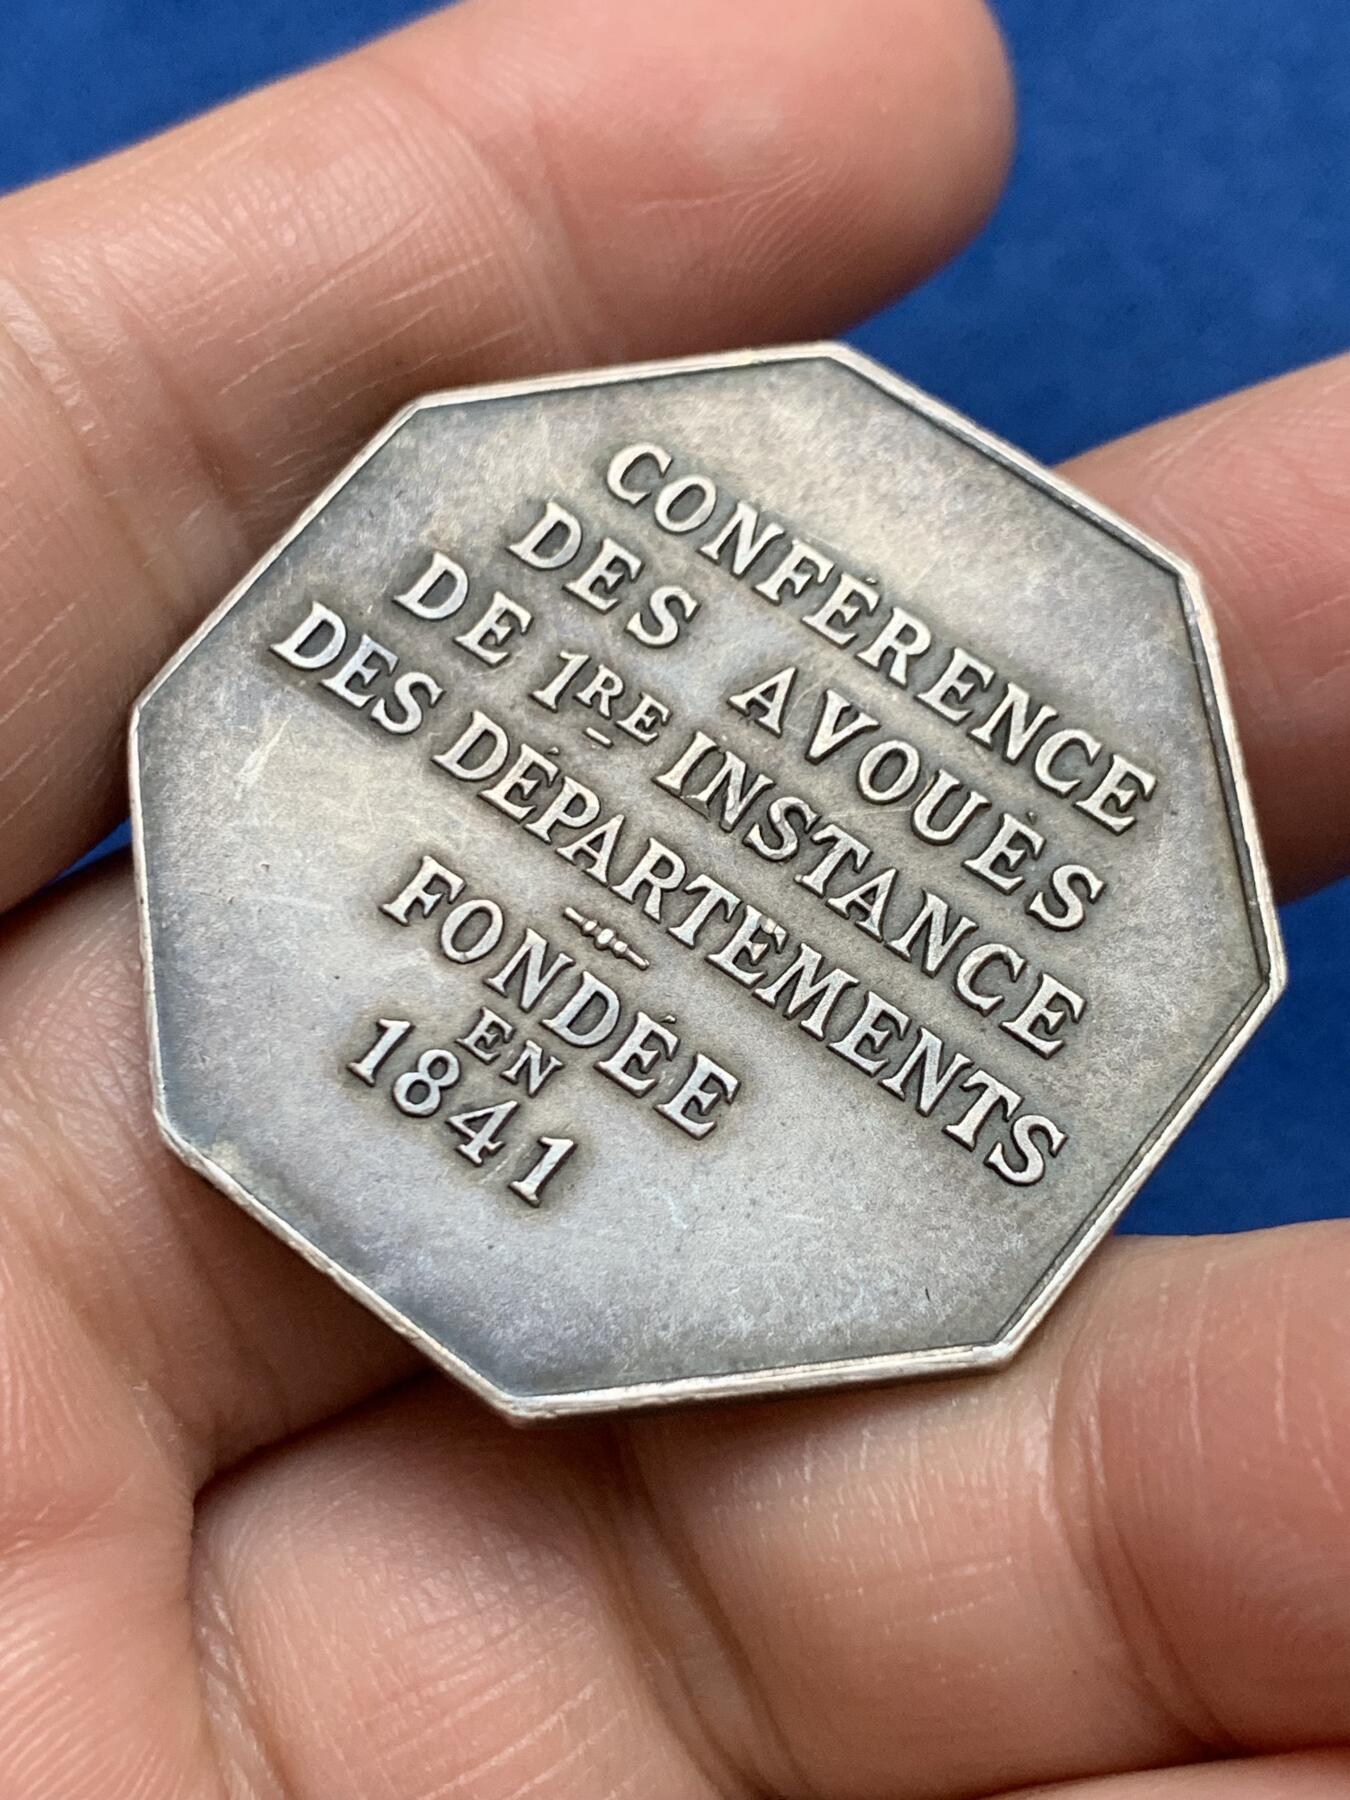 CONFÉRENCE
DES AVOUÉS
DE 1RE INSTANCE
DES DÉPARTEMENTS
FONDÉE
EN
1841